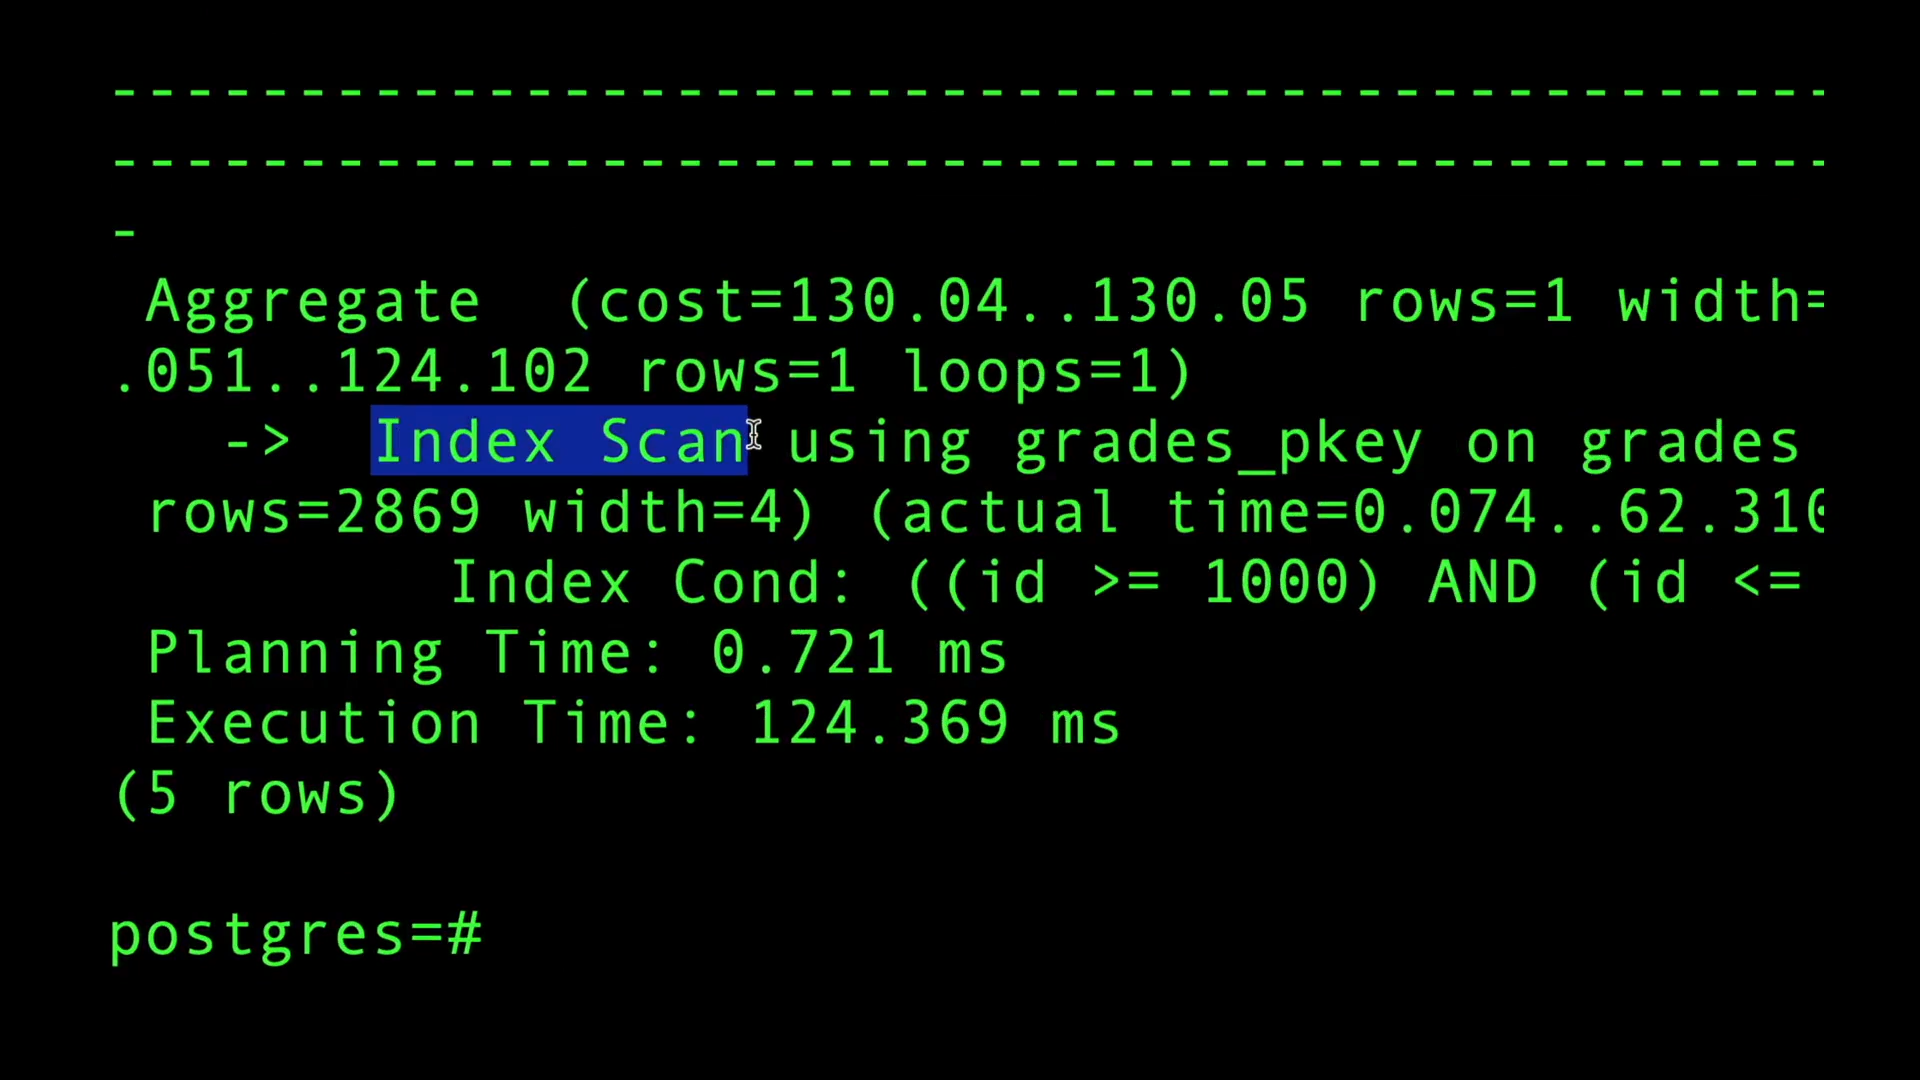 ----------------------------------------------
----------------------------------------------
-
Aggregate (cost=130.04..130.05 rows=1 width=
.051..124.102 rows=1 loops=1)
-> Index Scan using grades_pkey on grades
rows=2869 width=4) (actual time=0.074..62.310
Index Cond: ((id >= 1000) AND (id <=
Planning Time: 0.721 ms
Execution Time: 124.369 ms
(5 rows)
postgres=#